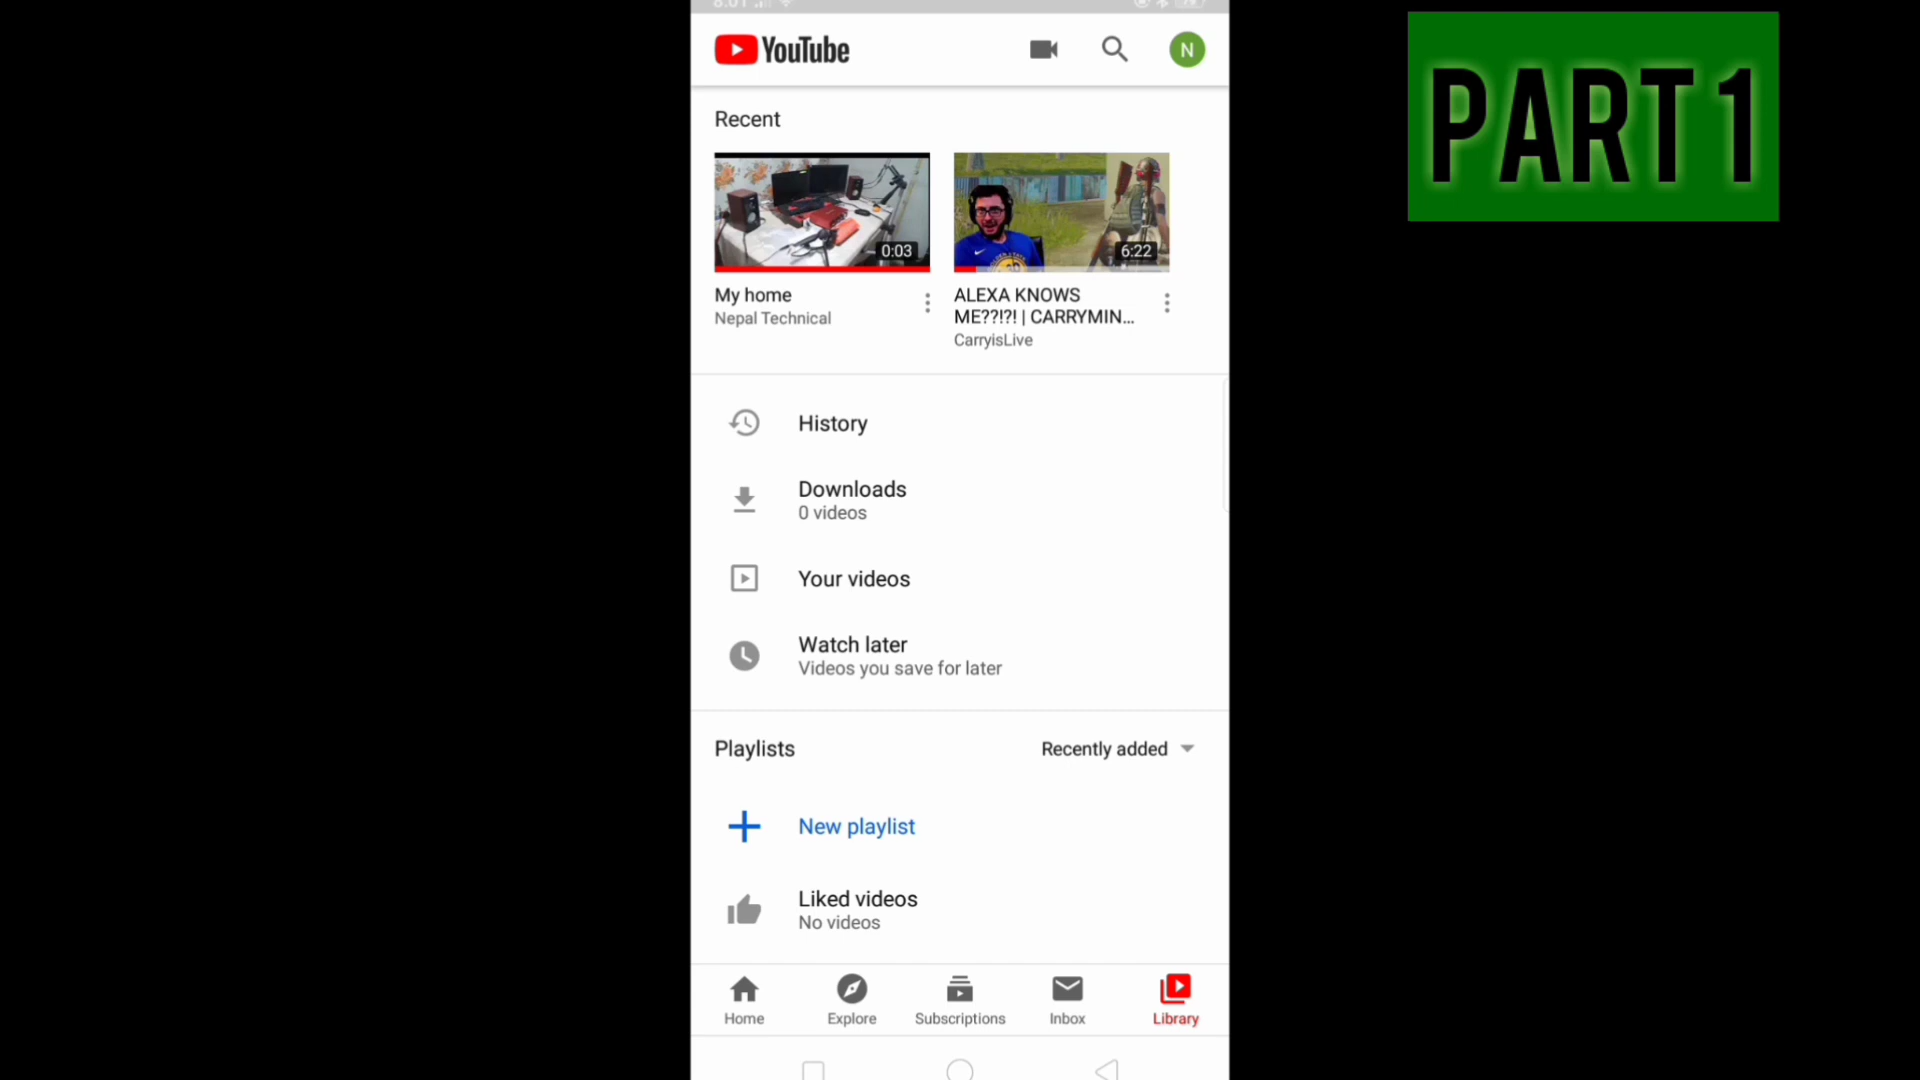 8:01
YouTube
N
PART 1
Recent
0:03
6:22
My home
Nepal Technical
ALEXA KNOWS
ME??!?! | CARRYMIN...
CarryisLive
History
Downloads
0 videos
Your videos
Watch later
Videos you save for later
Playlists
Recently added
New playlist
Liked videos
No videos
Home
Explore
Subscriptions
Inbox
Library